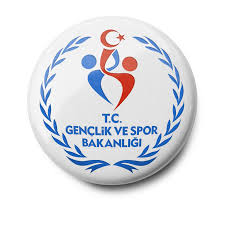 T.C.
GENÇLİK VE SPOR
BAKANLIĞI